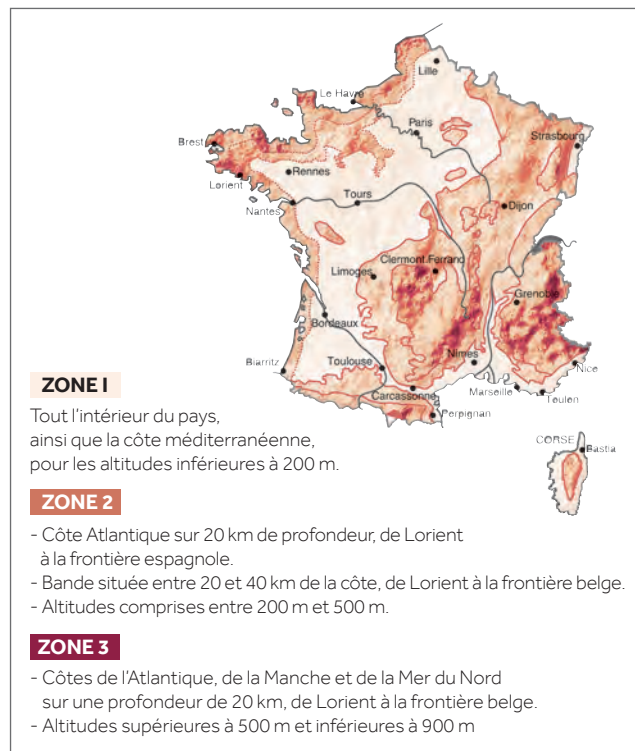 Lille
Le Havre
Paris
Strasbourg
Brest
Rennes
Lorient
Tours
Nantes
Dijon
Clermont.Ferrand
Limoges
Grenoble
Bordeaux
Biarritz
Toulouse
Nimes
Nice
Carcassonne
Marseille
Toulon
Perpignan
CORSE
Bastia
ZONE I
Tout l'intérieur du pays,
ainsi que la côte méditerranéenne,
pour les altitudes inférieures à 200 m.
ZONE 2
- Côte Atlantique sur 20 km de profondeur, de Lorient
à la frontière espagnole.
- Bande située entre 20 et 40 km de la côte, de Lorient à la frontière belge.
- Altitudes comprises entre 200 m et 500 m.
ZONE 3
- Côtes de l'Atlantique, de la Manche et de la Mer du Nord
sur une profondeur de 20 km, de Lorient à la frontière belge.
- Altitudes supérieures à 500 m et inférieures à 900 m